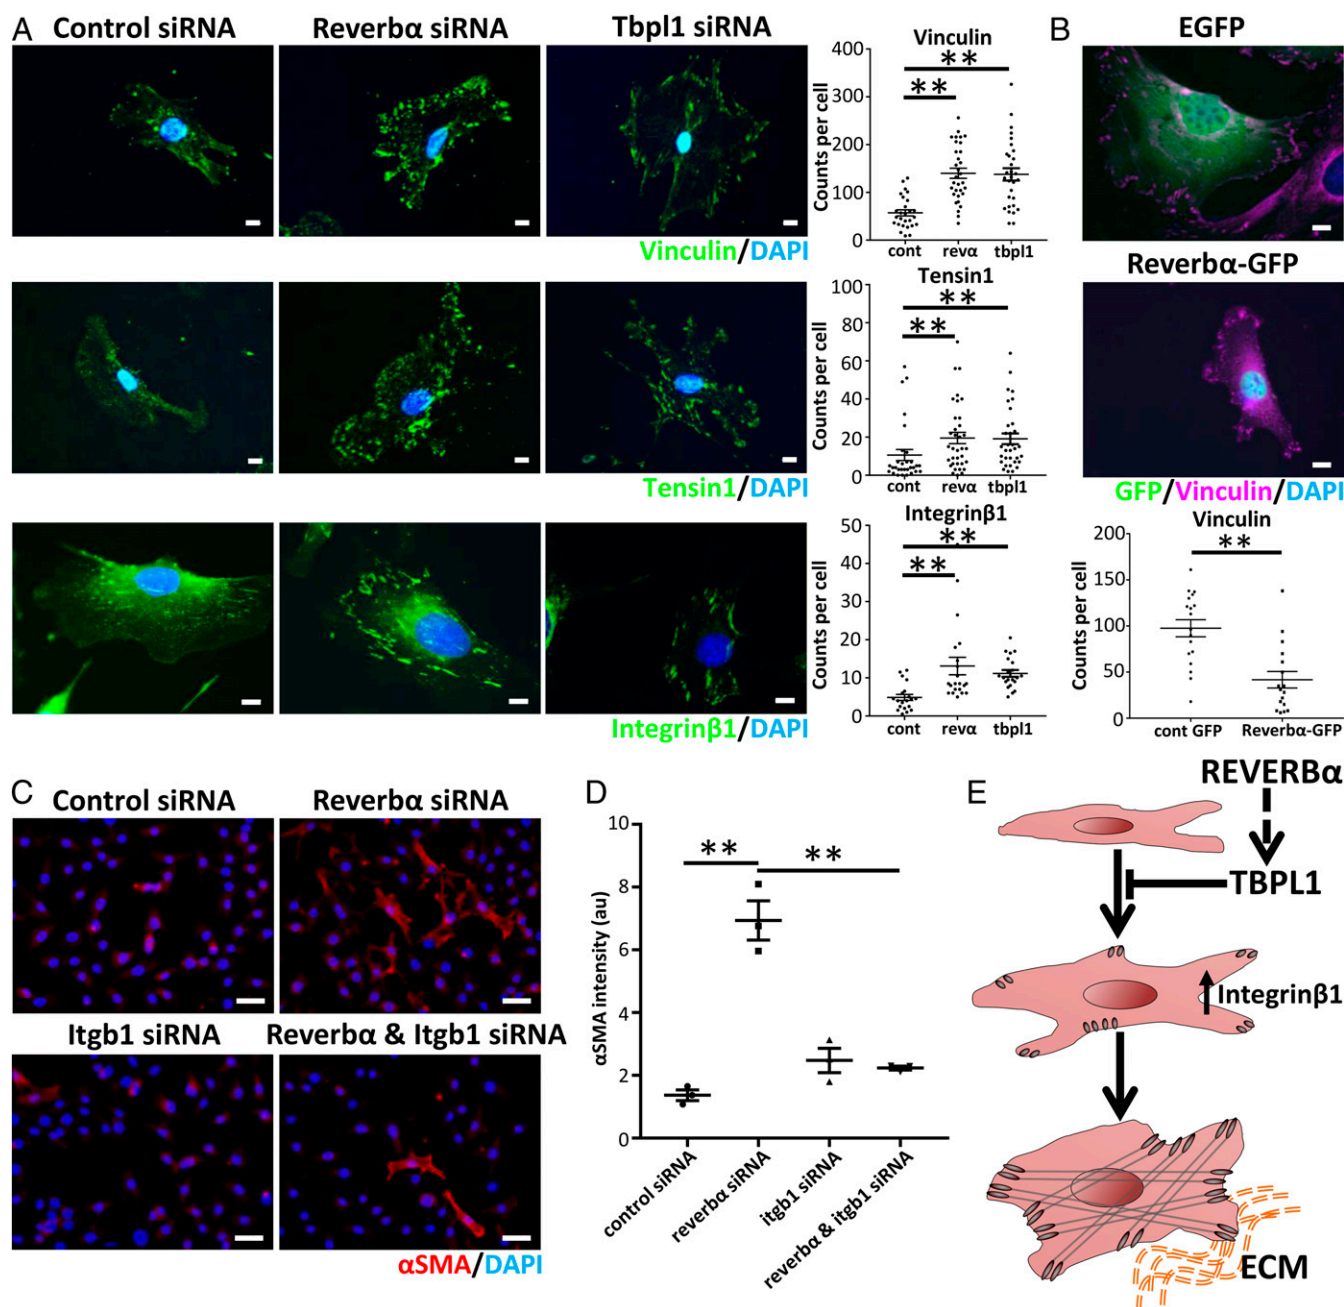 A
Control siRNA
Reverbα siRNA
Tbpl1 siRNA
Vinculin/DAPI
Vinculin
**
**
Counts per cell
400
300
200
100
0
cont
revα
tbpl1
Tensin1/DAPI
Tensin1
**
**
Counts per cell
100
80
60
40
20
0
cont
revα
tbpl1
Integrinβ1/DAPI
Integrinβ1
**
**
Counts per cell
50
40
30
20
10
0
cont
revα
tbpl1
B
EGFP
Reverbα-GFP
GFP/Vinculin/DAPI
Vinculin
**
Counts per cell
200
150
100
50
0
cont GFP
Reverbα-GFP
C
Control siRNA
Reverbα siRNA
Itgb1 siRNA
Reverbα & Itgb1 siRNA
αSMA/DAPI
D
**
**
αSMA intensity (au)
10
8
6
4
2
0
control siRNA
reverbα siRNA
itgb1 siRNA
reverbα & itgb1 siRNA
E
REVERBα
TBPL1
Integrinβ1
ECM